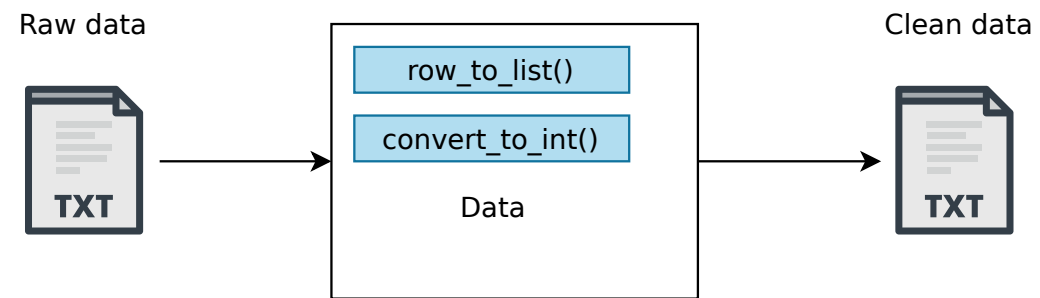 Raw data
Clean data
row_to_list()
convert_to_int()
Data
TXT
TXT